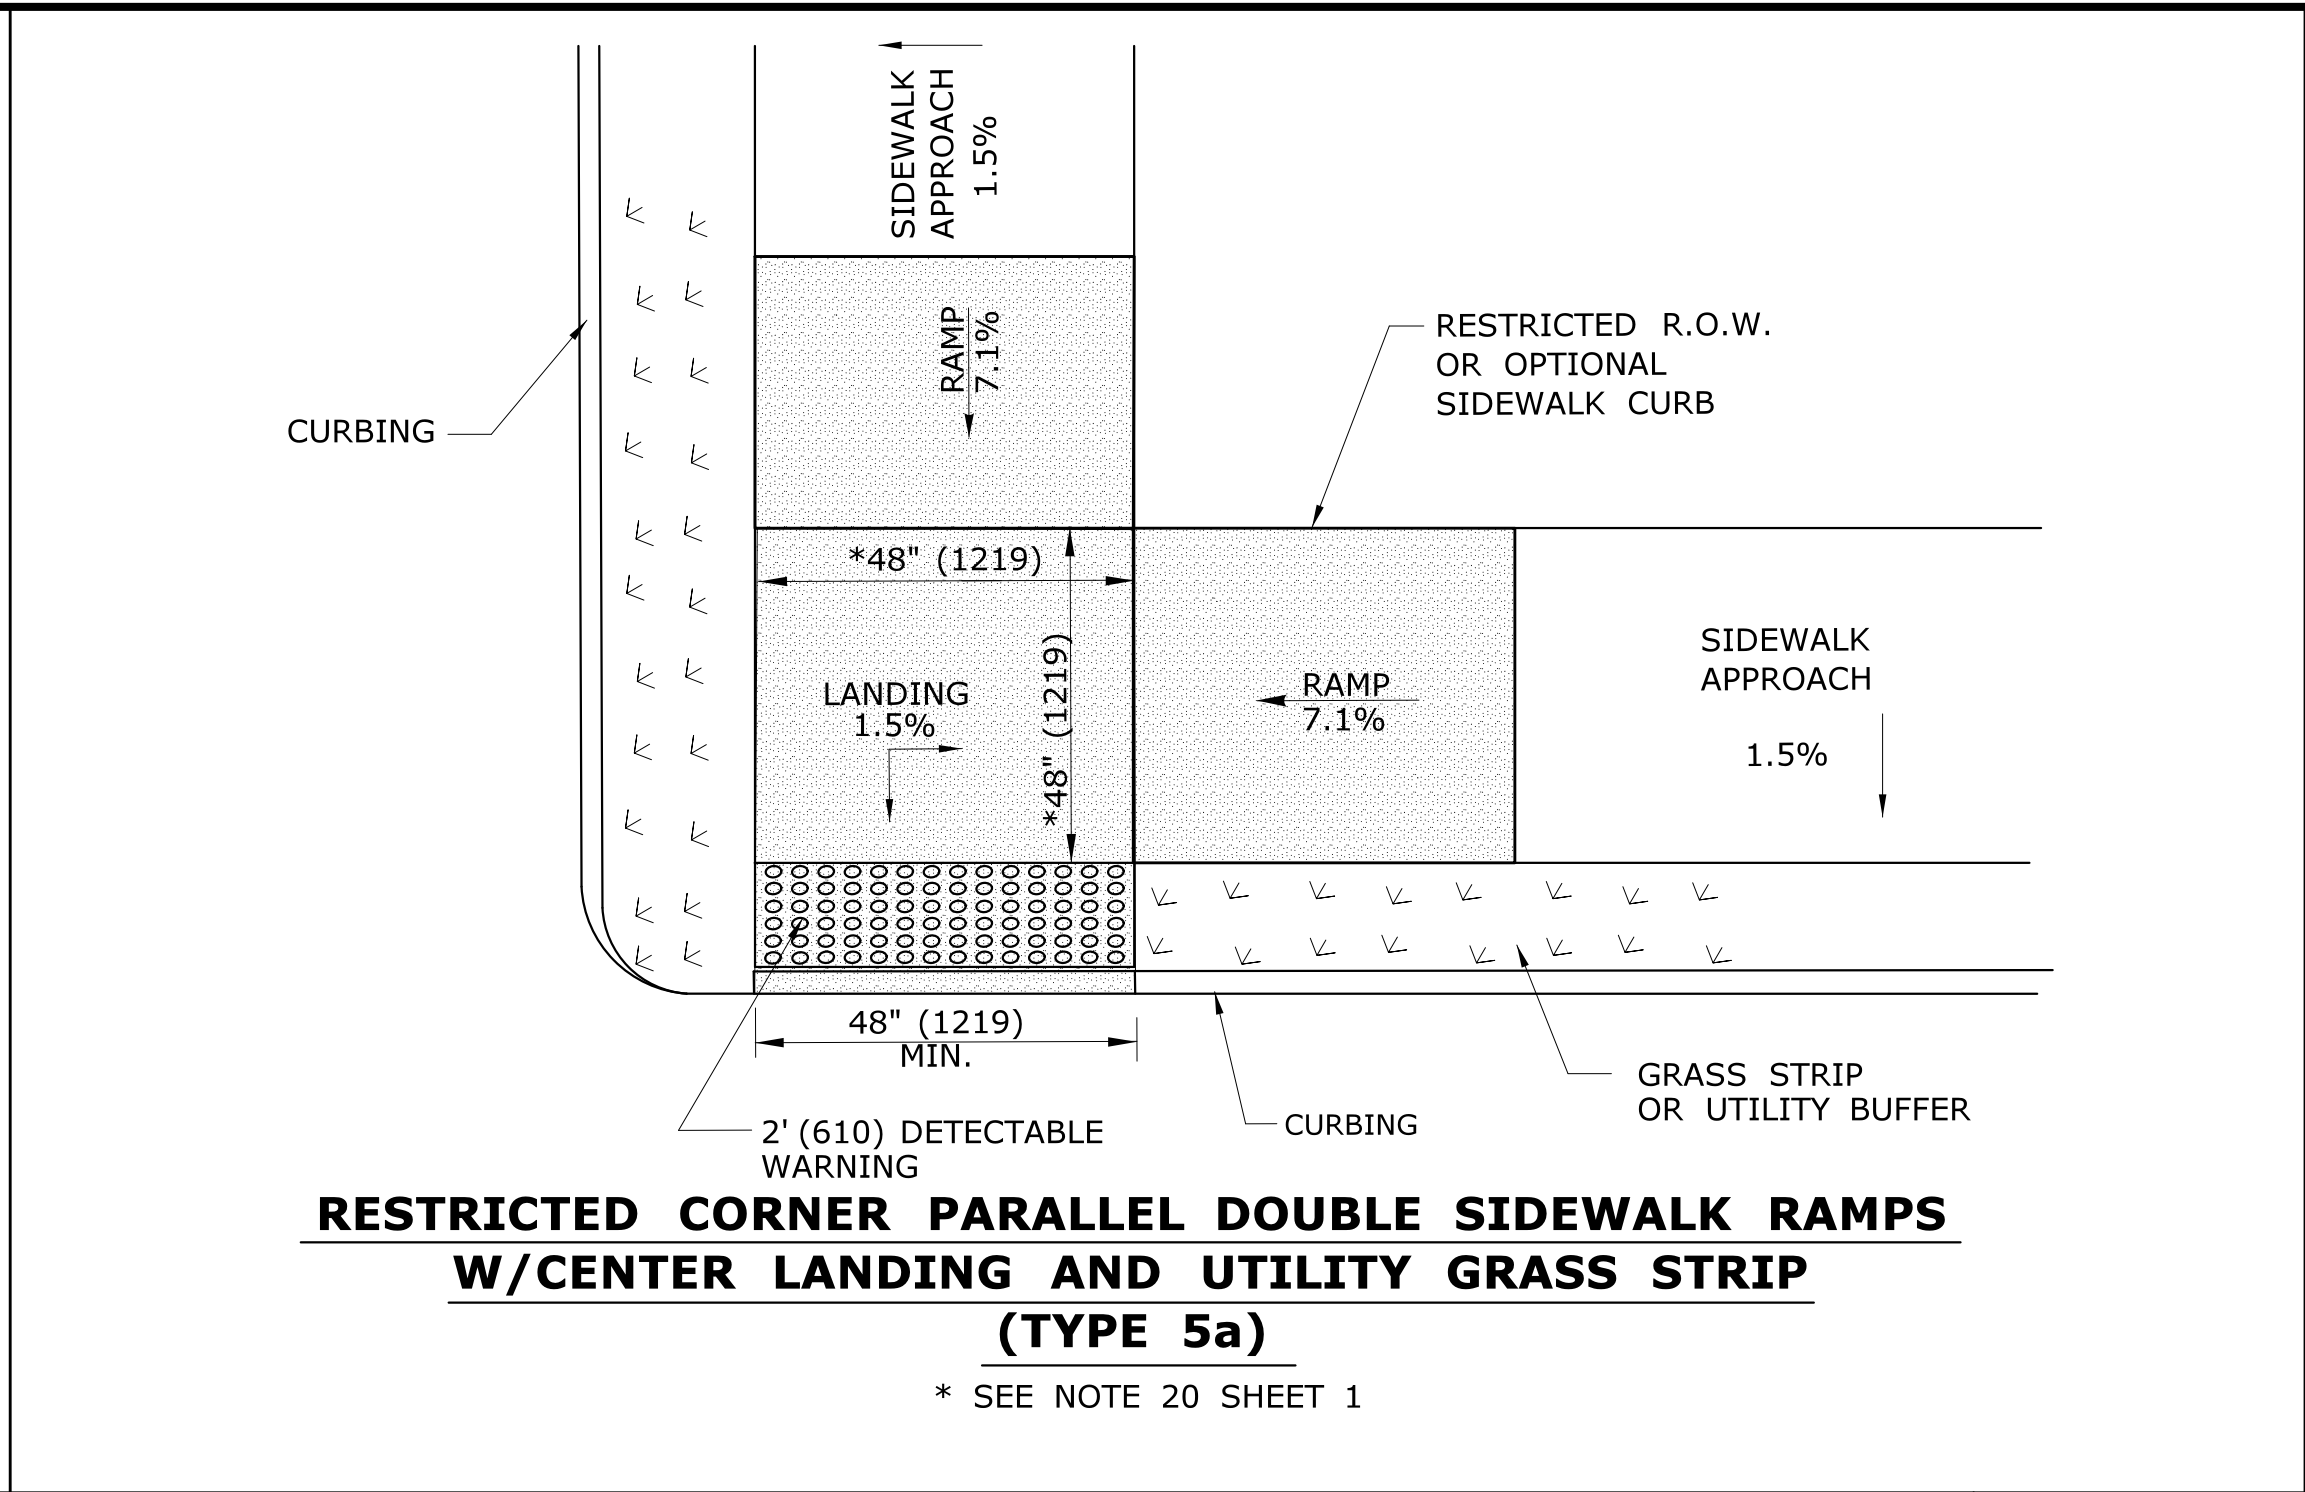 SIDEWALK
APPROACH
1.5%
RAMP
7.1%
RESTRICTED R.O.W.
OR OPTIONAL
SIDEWALK CURB
CURBING
*48" (1219)
*48" (1219)
LANDING
1.5%
RAMP
7.1%
SIDEWALK
APPROACH
1.5%
48" (1219)
MIN.
2' (610) DETECTABLE
WARNING
CURBING
GRASS STRIP
OR UTILITY BUFFER
RESTRICTED CORNER PARALLEL DOUBLE SIDEWALK RAMPS
W/CENTER LANDING AND UTILITY GRASS STRIP
(TYPE 5a)
* SEE NOTE 20 SHEET 1